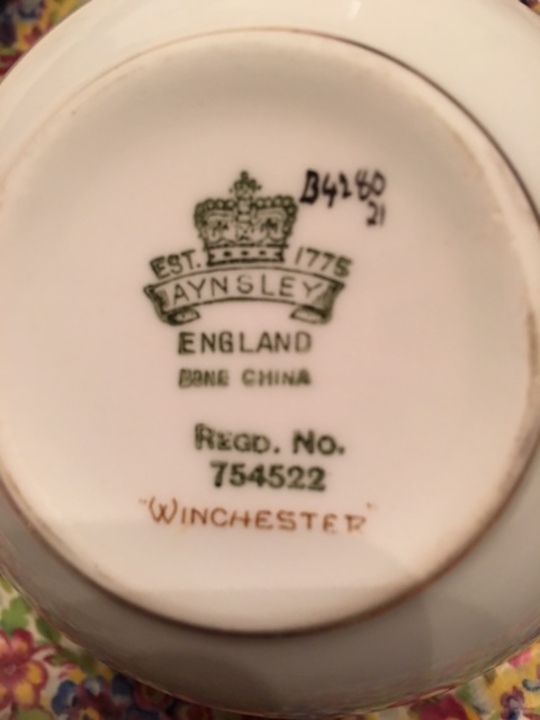 B4280
21
EST. 1775
AYNSLEY
ENGLAND
BONE CHINA
REGD. NO.
754522
"WINCHESTER"